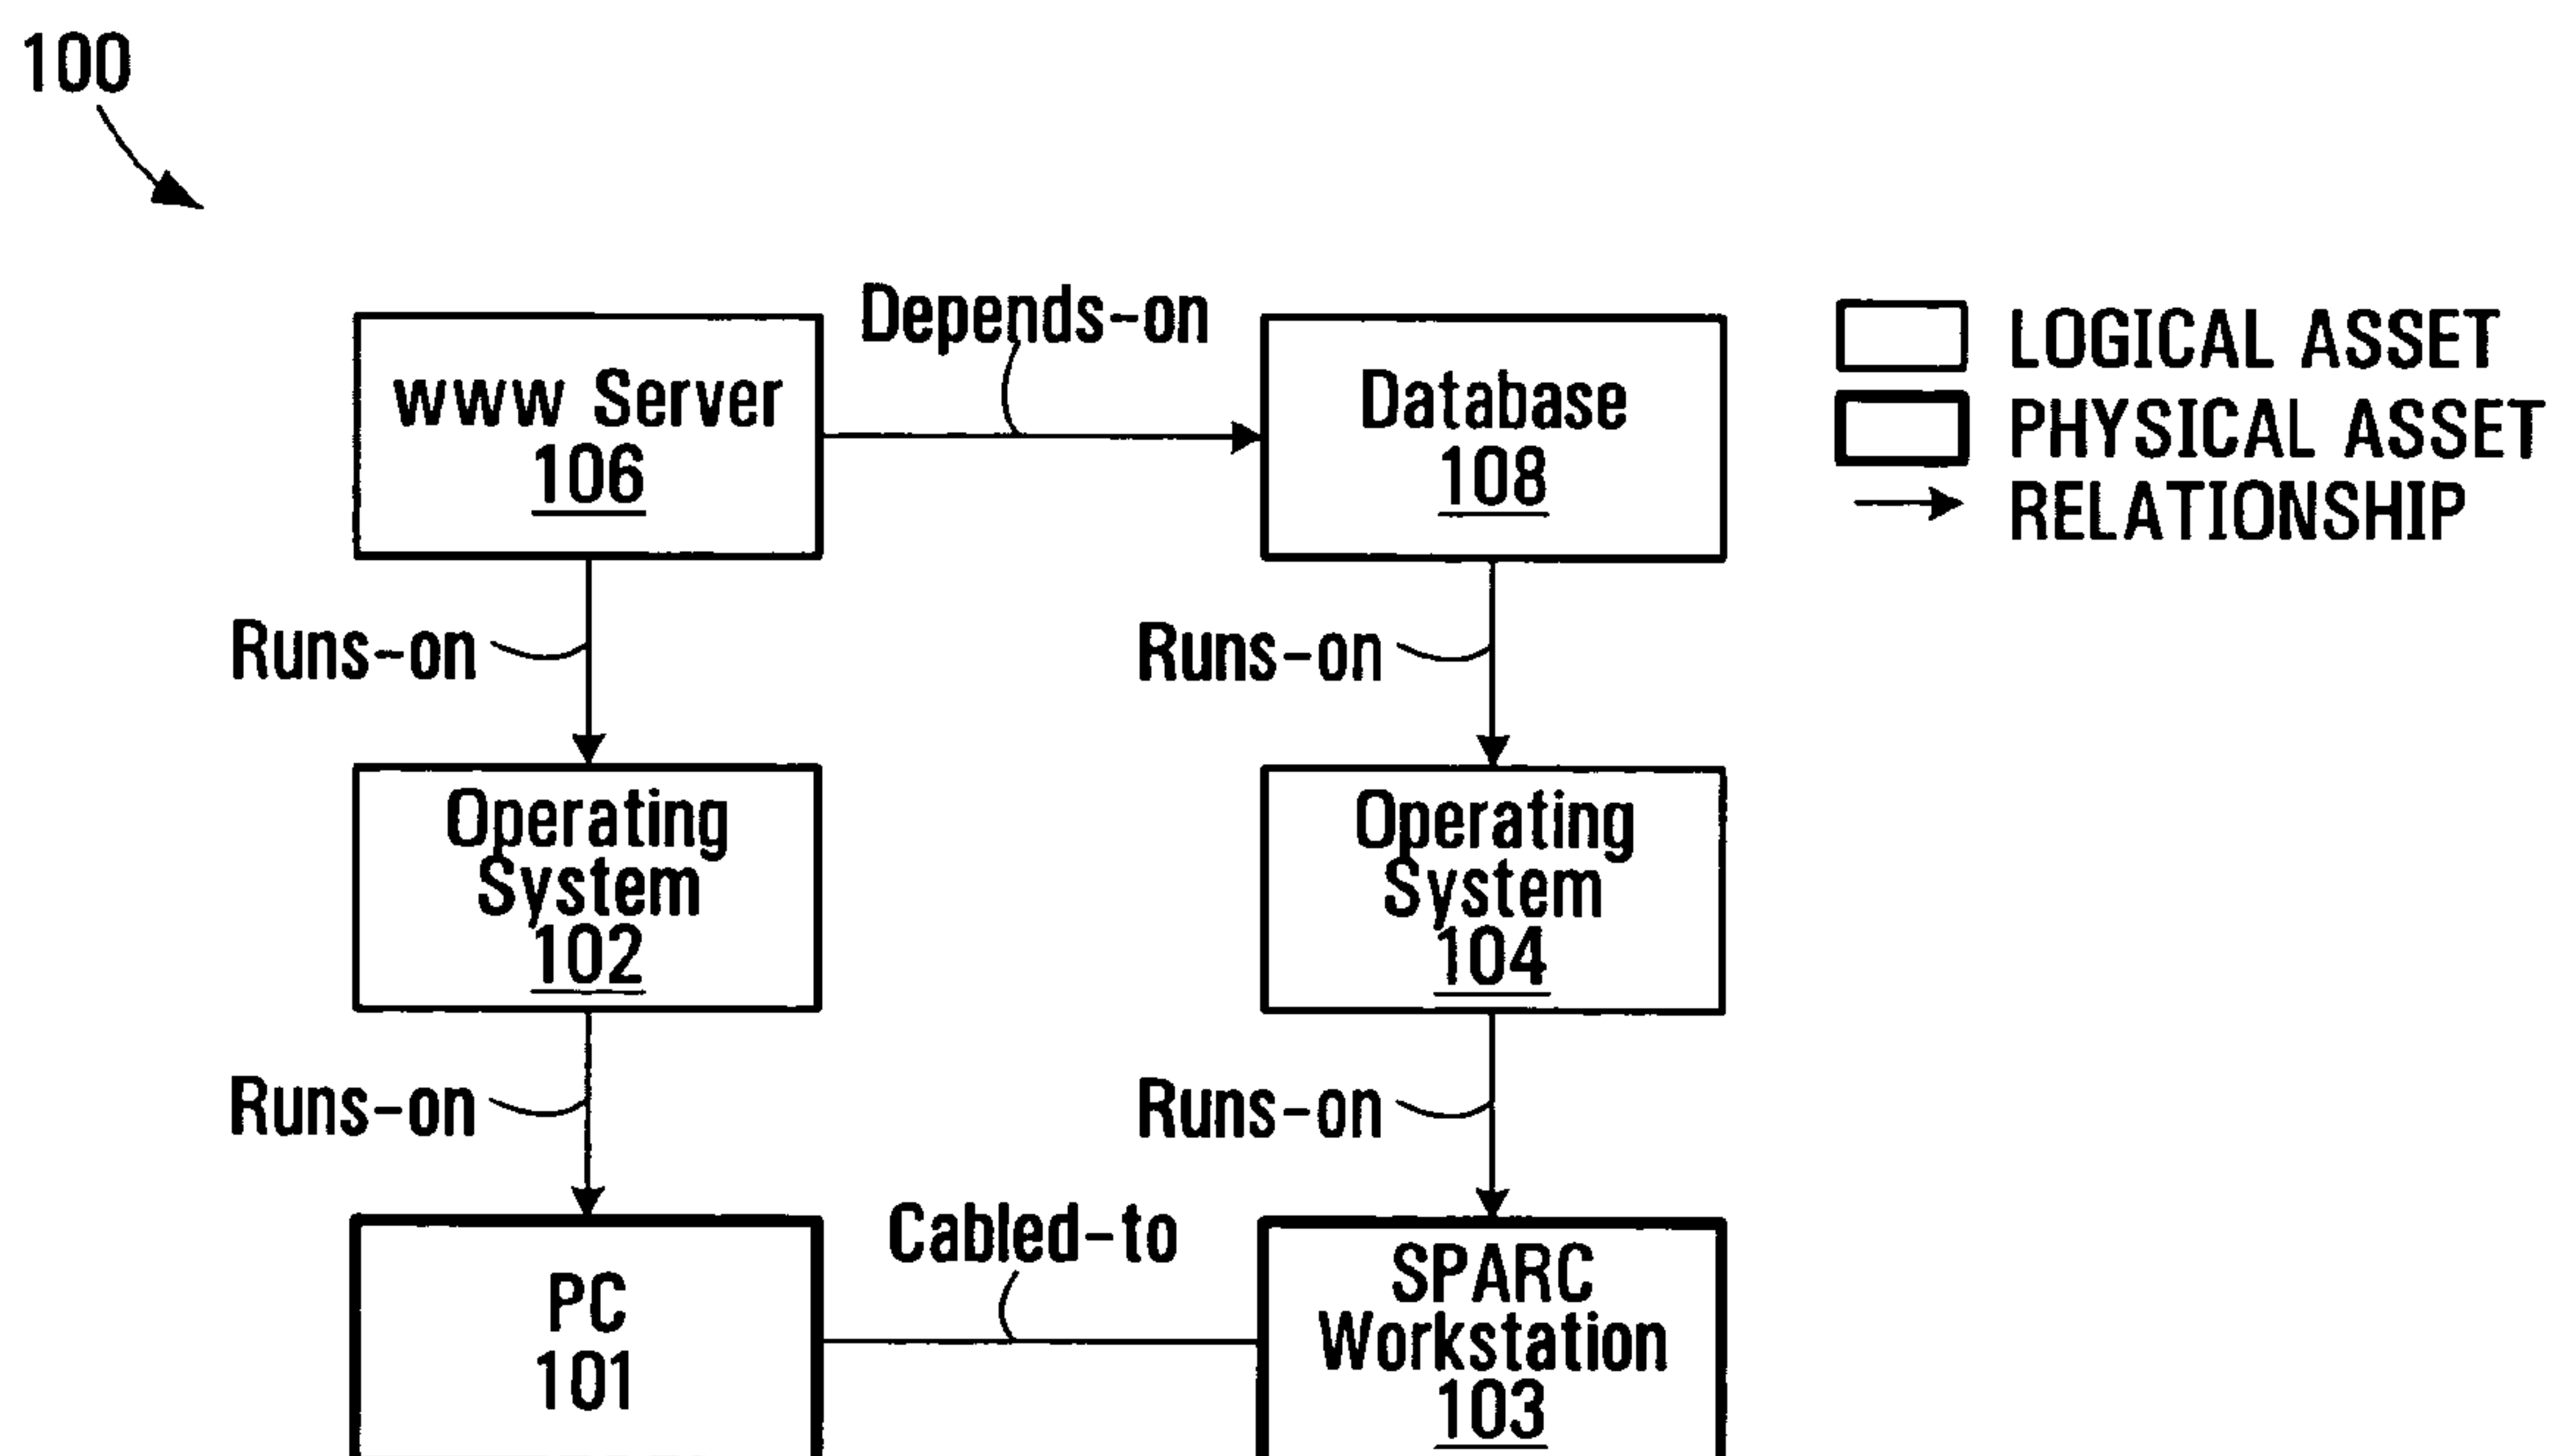 100
Depends-on
www Server
106
Database
108
LOGICAL ASSET
PHYSICAL ASSET
RELATIONSHIP
Runs-on
Runs-on
Operating
System
102
Operating
System
104
Runs-on
Runs-on
Cabled-to
PC
101
SPARC
Workstation
103